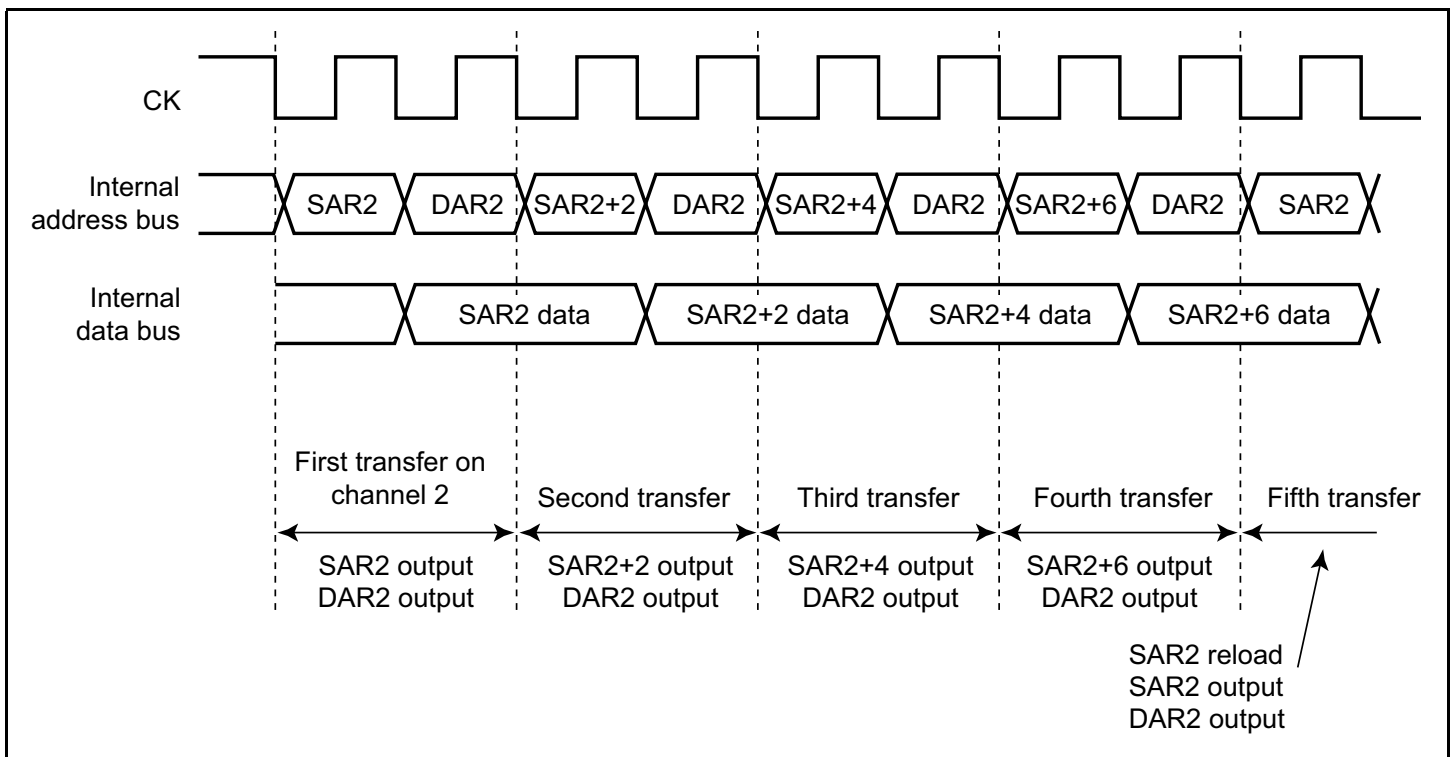 CK
Internal
address bus
SAR2 DAR2 SAR2+2 DAR2 SAR2+4 DAR2 SAR2+6 DAR2 SAR2
Internal
data bus
SAR2 data SAR2+2 data SAR2+4 data SAR2+6 data
First transfer on
channel 2
Second transfer Third transfer Fourth transfer Fifth transfer
SAR2 output
DAR2 output
SAR2+2 output
DAR2 output
SAR2+4 output
DAR2 output
SAR2+6 output
DAR2 output
SAR2 reload
SAR2 output
DAR2 output